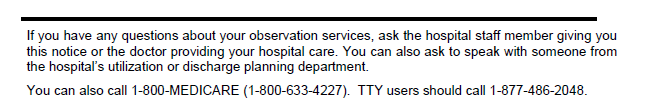 If you have any questions about your observation services, ask the hospital staff member giving you
this notice or the doctor providing your hospital care. You can also ask to speak with someone from
the hospital's utilization or discharge planning department.
You can also call 1-800-MEDICARE (1-800-633-4227).  TTY users should call 1-877-486-2048.